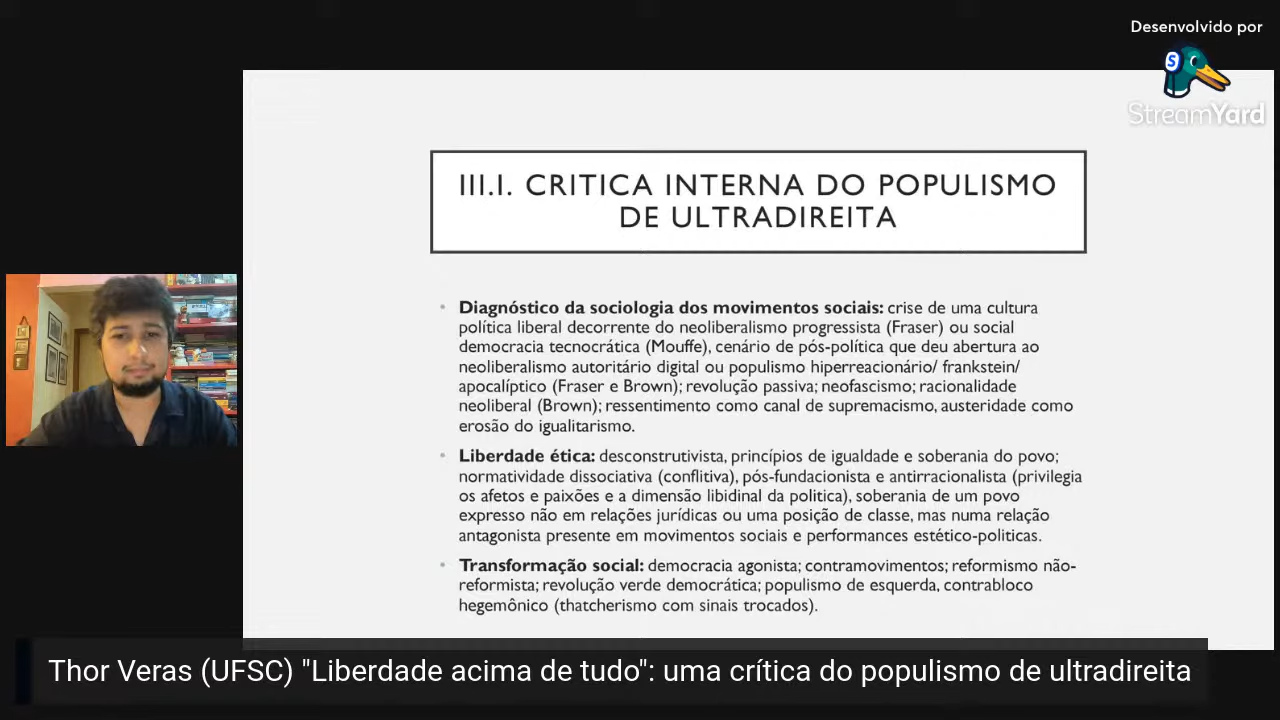 Desenvolvido por
StreamYard
III.I. CRITICA INTERNA DO POPULISMO
DE ULTRADIREITA
• Diagnóstico da sociologia dos movimentos sociais: crise de uma cultura
política liberal decorrente do neoliberalismo progressista (Fraser) ou social
democracia tecnocrática (Mouffe), cenário de pós-política que deu abertura ao
neoliberalismo autoritário digital ou populismo hiperreacionário/ frankstein/
apocalíptico (Fraser e Brown); revolução passiva; neofascismo; racionalidade
neoliberal (Brown); ressentimento como canal de supremacismo, austeridade como
erosão do igualitarismo.
• Liberdade ética: desconstrutivista, princípios de igualdade e soberania do povo;
normatividade dissociativa (conflitiva), pós-fundacionista e antirracionalista (privilegia
os afetos e paixões e a dimensão libidinal da politica), soberania de um povo
expresso não em relações jurídicas ou uma posição de classe, mas numa relação
antagonista presente em movimentos sociais e performances estético-politicas.
• Transformação social: democracia agonista; contramovimentos; reformismo não-
reformista; revolução verde democrática; populismo de esquerda, contrabloco
hegemônico (thatcherismo com sinais trocados).
Thor Veras (UFSC) "Liberdade acima de tudo": uma crítica do populismo de ultradireita